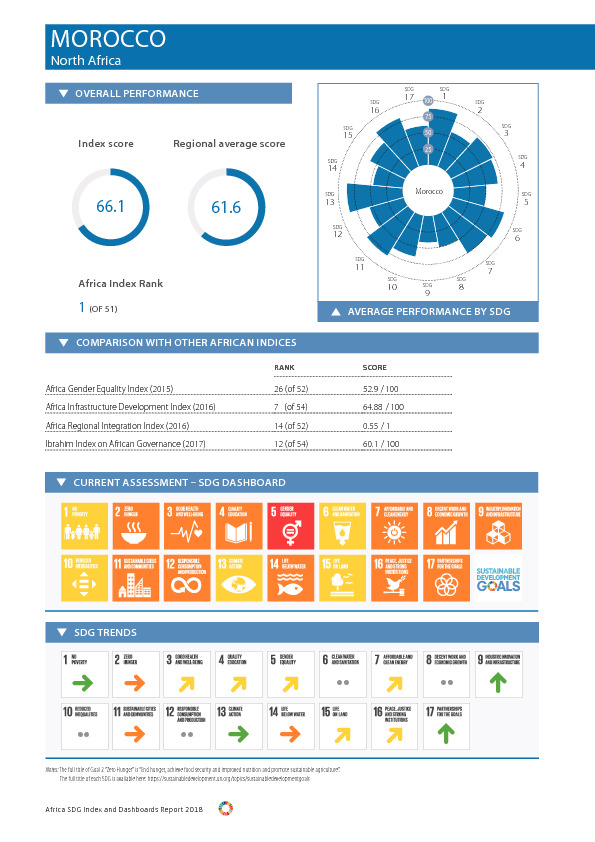 MOROCCO
North Africa
OVERALL PERFORMANCE
Index score
Regional average score
66.1
61.6
Africa Index Rank
1 (OF 51)
SDG 1
SDG 2
SDG 3
SDG 4
SDG 5
SDG 6
SDG 7
SDG 8
SDG 9
SDG 10
SDG 11
SDG 12
SDG 13
SDG 14
SDG 15
SDG 16
SDG 17
100
75
50
25
Morocco
AVERAGE PERFORMANCE BY SDG
COMPARISON WITH OTHER AFRICAN INDICES
RANK SCORE
Africa Gender Equality Index (2015) 26 (of 52) 52.9 / 100
Africa Infrastructure Development Index (2016) 7 (of 54) 64.88 / 100
Africa Regional Integration Index (2016) 14 (of 52) 0.55 / 1
Ibrahim Index on African Governance (2017) 12 (of 54) 60.1 / 100
CURRENT ASSESSMENT – SDG DASHBOARD
1 NO POVERTY
2 ZERO HUNGER
3 GOOD HEALTH AND WELL-BEING
4 QUALITY EDUCATION
5 GENDER EQUALITY
6 CLEAN WATER AND SANITATION
7 AFFORDABLE AND CLEAN ENERGY
8 DECENT WORK AND ECONOMIC GROWTH
9 INDUSTRY, INNOVATION AND INFRASTRUCTURE
10 REDUCED INEQUALITIES
11 SUSTAINABLE CITIES AND COMMUNITIES
12 RESPONSIBLE CONSUMPTION AND PRODUCTION
13 CLIMATE ACTION
14 LIFE BELOW WATER
15 LIFE ON LAND
16 PEACE, JUSTICE AND STRONG INSTITUTIONS
17 PARTNERSHIPS FOR THE GOALS
SUSTAINABLE
DEVELOPMENT
GOALS
SDG TRENDS
1 NO POVERTY
2 ZERO HUNGER
3 GOOD HEALTH AND WELL-BEING
4 QUALITY EDUCATION
5 GENDER EQUALITY
6 CLEAN WATER AND SANITATION
7 AFFORDABLE AND CLEAN ENERGY
8 DECENT WORK AND ECONOMIC GROWTH
9 INDUSTRY, INNOVATION AND INFRASTRUCTURE
10 REDUCED INEQUALITIES
11 SUSTAINABLE CITIES AND COMMUNITIES
12 RESPONSIBLE CONSUMPTION AND PRODUCTION
13 CLIMATE ACTION
14 LIFE BELOW WATER
15 LIFE ON LAND
16 PEACE, JUSTICE AND STRONG INSTITUTIONS
17 PARTNERSHIPS FOR THE GOALS
Notes: The full title of Goal 2 "Zero Hunger" is "End hunger, achieve food security and improved nutrition and promote sustainable agriculture".
The full title of each SDG is available here: https://sustainabledevelopment.un.org/topics/sustainabledevelopmentgoals
Africa SDG Index and Dashboards Report 2018